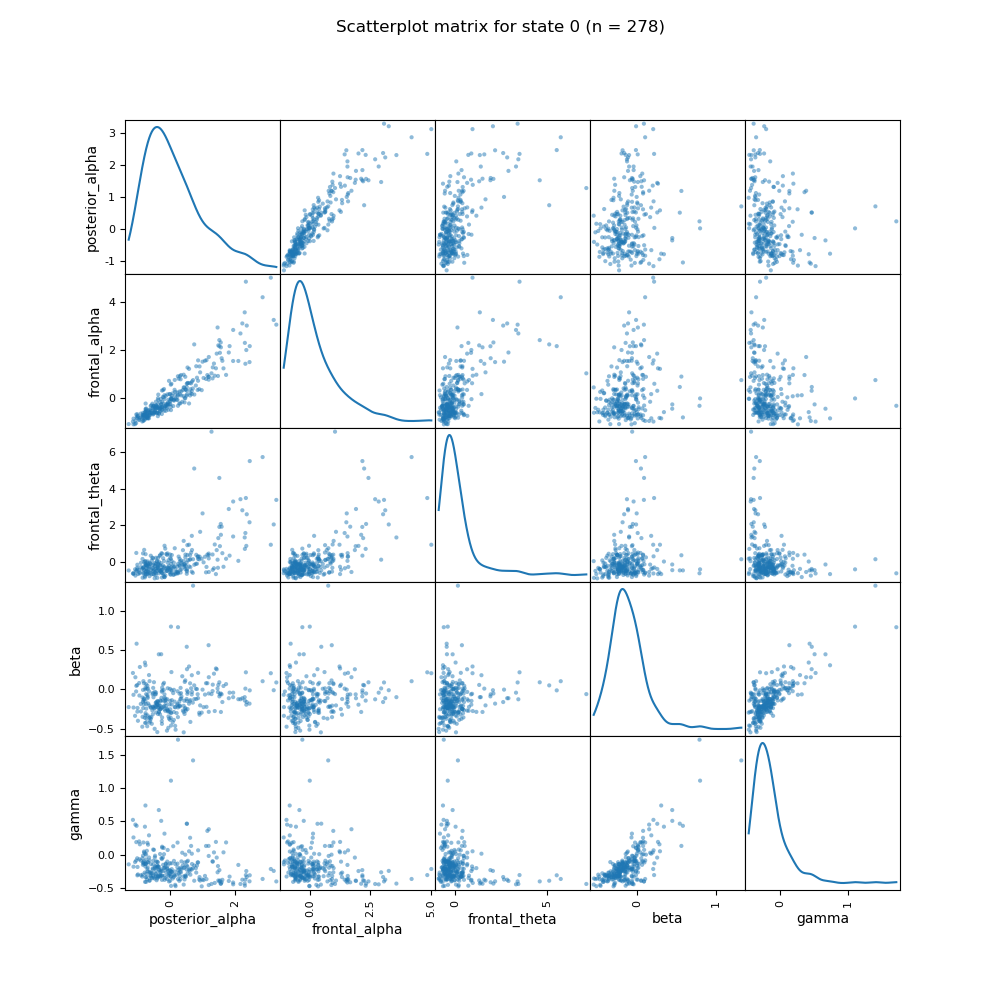 Scatterplot matrix for state 0 (n = 278)
posterior_alpha
3
2
1
0
-1
frontal_alpha
4
2
0
frontal_theta
6
4
2
0
beta
1.0
0.5
0.0
−0.5
gamma
1.5
1.0
0.5
0.0
−0.5
0 2 0.0 2.5 5.0 0 5 0 1 0 1
posterior_alpha frontal_alpha frontal_theta beta gamma